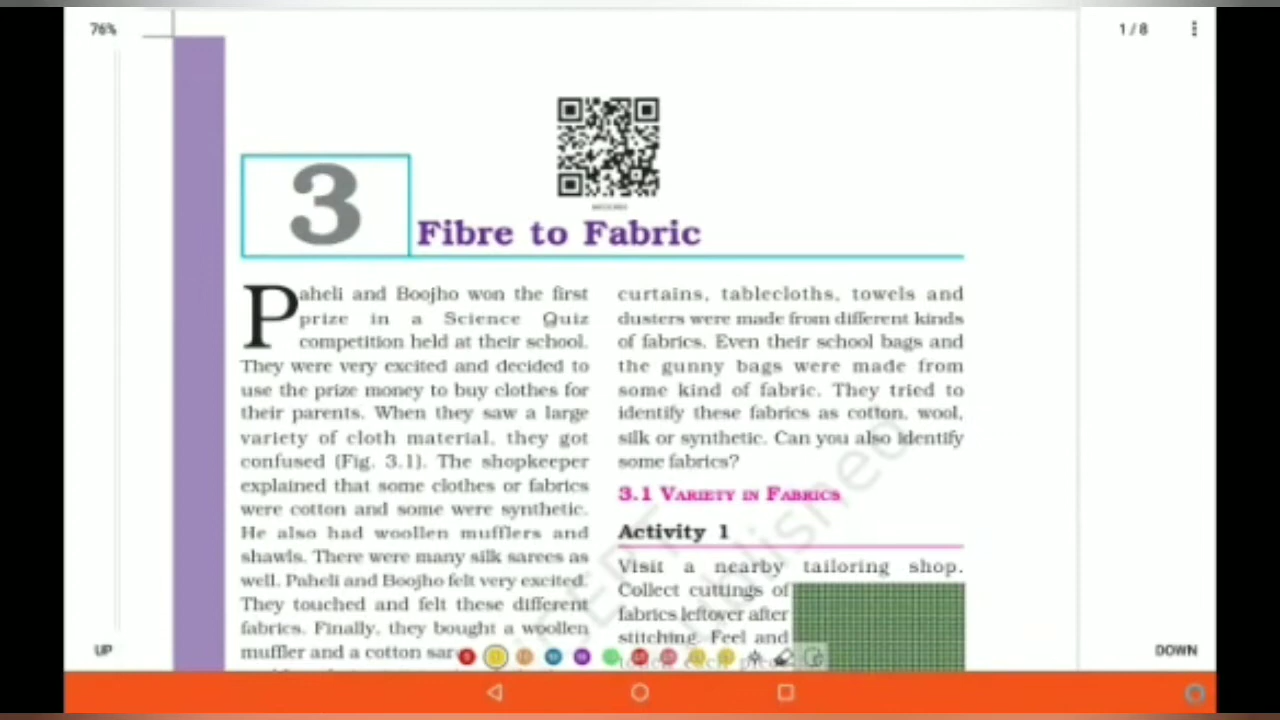 76%
1 / 8
3
Fibre to Fabric
Paheli and Boojho won the first
prize in a Science Quiz
competition held at their school.
They were very excited and decided to
use the prize money to buy clothes for
their parents. When they saw a large
variety of cloth material, they got
confused (Fig. 3.1). The shopkeeper
explained that some clothes or fabrics
were cotton and some were synthetic.
He also had woollen mufflers and
shawls. There were many silk sarees as
well. Paheli and Boojho felt very excited.
They touched and felt these different
fabrics. Finally, they bought a woollen
muffler and a cotton
curtains, tablecloths, towels and
dusters were made from different kinds
of fabrics. Even their school bags and
the gunny bags were made from
some kind of fabric. They tried to
identify these fabrics as cotton, wool,
silk or synthetic. Can you also identify
some fabrics?
3.1 VARIETY IN FABRICS
Activity 1
Visit a nearby tailoring shop.
Collect cuttings of
fabrics leftover after
stitching. Feel and
UP
DOWN